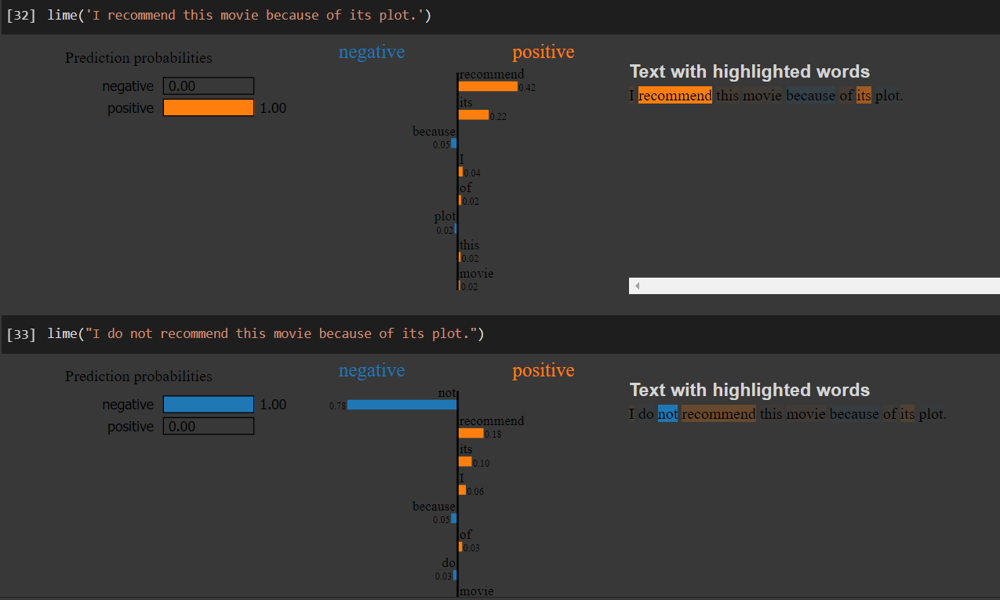 [32] lime('I recommend this movie because of its plot.')
Prediction probabilities
negative 0.00
positive 1.00
negative positive
recommend
0.42
its
0.22
because
0.05
I
0.04
of
0.02
plot
0.02
this
0.02
movie
0.02
Text with highlighted words
I recommend this movie because of its plot.
[33] lime("I do not recommend this movie because of its plot.")
Prediction probabilities
negative 1.00
positive 0.00
negative positive
not
0.78
recommend
0.18
its
0.10
I
0.06
because
0.05
of
0.03
do
0.03
movie
Text with highlighted words
I do not recommend this movie because of its plot.